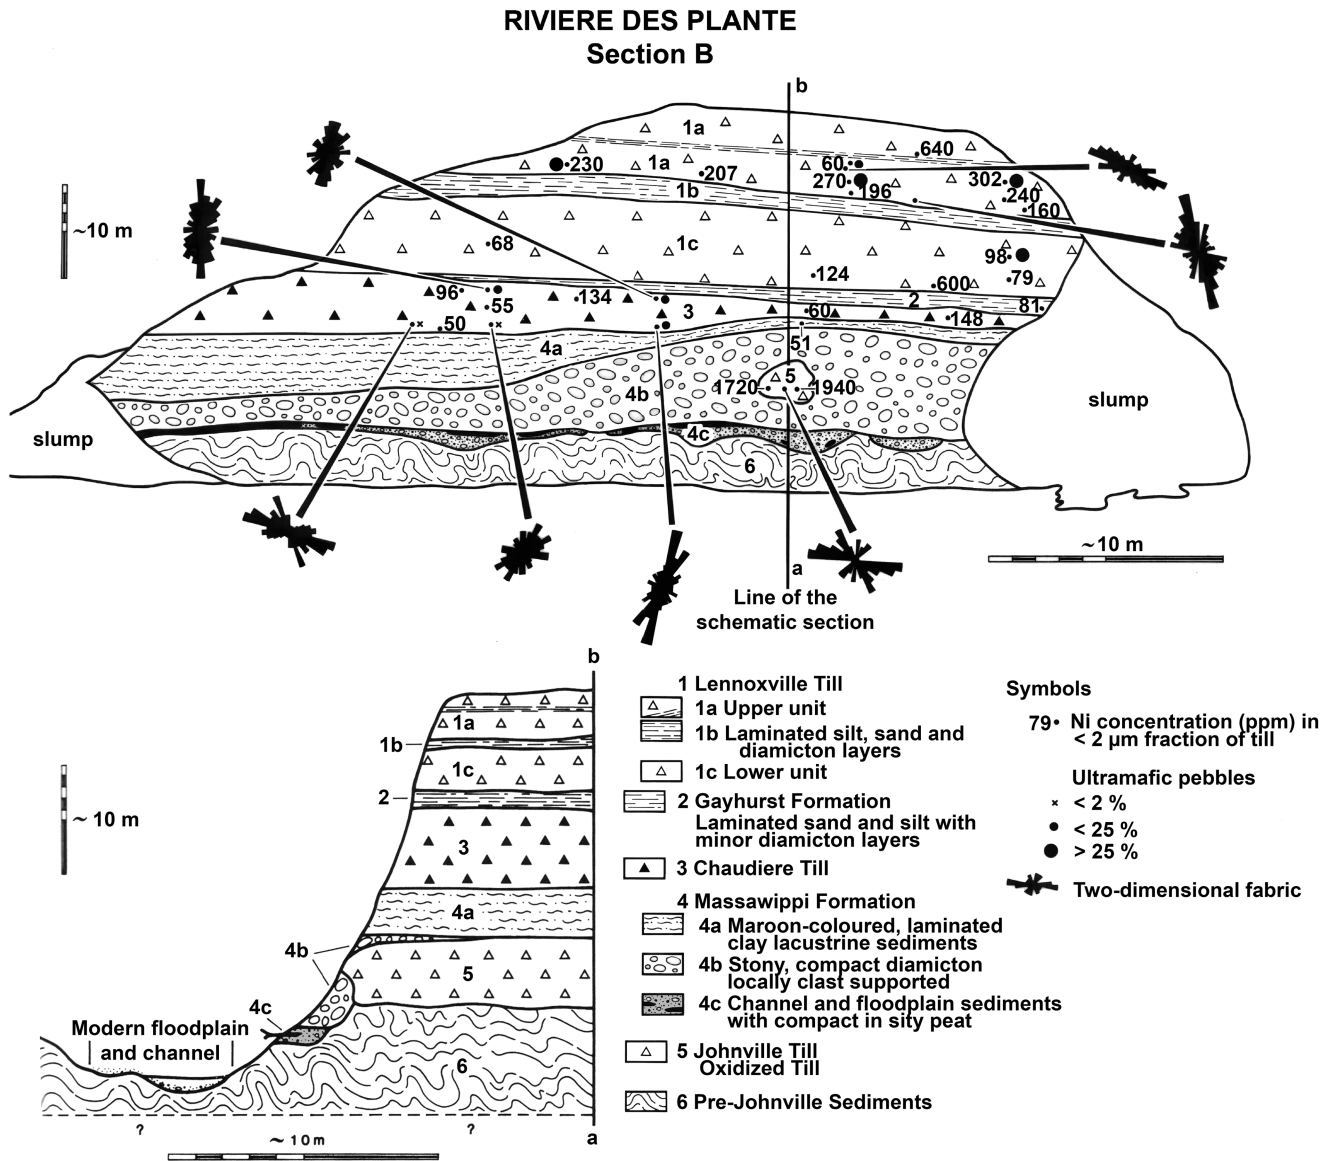 RIVIERE DES PLANTE
Section B
b
1a
640
60
230
1a
207
270
196
302
240
160
1b
~10 m
68
1c
98
124
79
600
96
55
134
3
60
2
81
148
50
4a
51
5
1720
1940
4b
slump
slump
4c
6
~10 m
a
Line of the
schematic section
b
1a
1b
1c
2
3
~ 10 m
4a
4b
5
4c
Modern floodplain
and channel
6
?
?
~ 10 m
a
1 Lennoxville Till
1a Upper unit
1b Laminated silt, sand and
diamicton layers
1c Lower unit
2 Gayhurst Formation
Laminated sand and silt with
minor diamicton layers
3 Chaudiere Till
4 Massawippi Formation
4a Maroon-coloured, laminated
clay lacustrine sediments
4b Stony, compact diamicton
locally clast supported
4c Channel and floodplain sediments
with compact in sity peat
5 Johnville Till
Oxidized Till
6 Pre-Johnville Sediments
Symbols
79• Ni concentration (ppm) in
< 2 µm fraction of till
Ultramafic pebbles
× < 2 %
• < 25 %
● > 25 %
Two-dimensional fabric